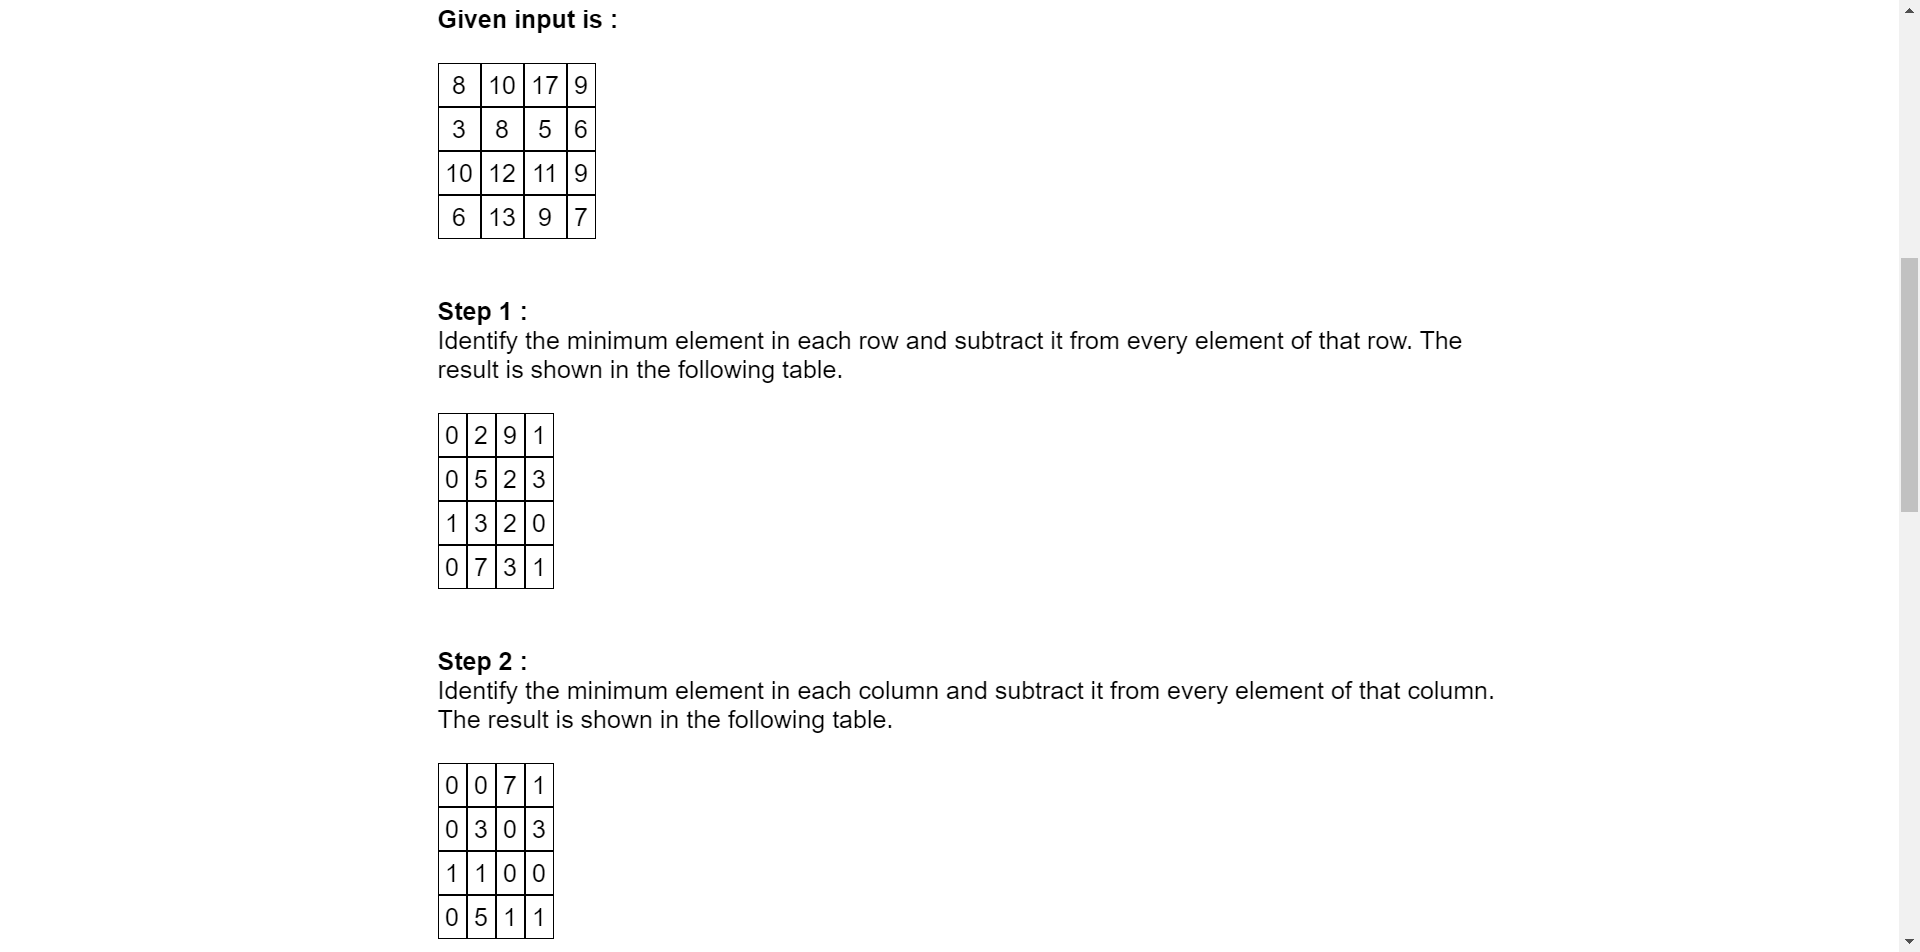 Given input is :
8 10 17 9
3 8 5 6
10 12 11 9
6 13 9 7
Step 1 :
Identify the minimum element in each row and subtract it from every element of that row. The
result is shown in the following table.
0 2 9 1
0 5 2 3
1 3 2 0
0 7 3 1
Step 2 :
Identify the minimum element in each column and subtract it from every element of that column.
The result is shown in the following table.
0 0 7 1
0 3 0 3
1 1 0 0
0 5 1 1